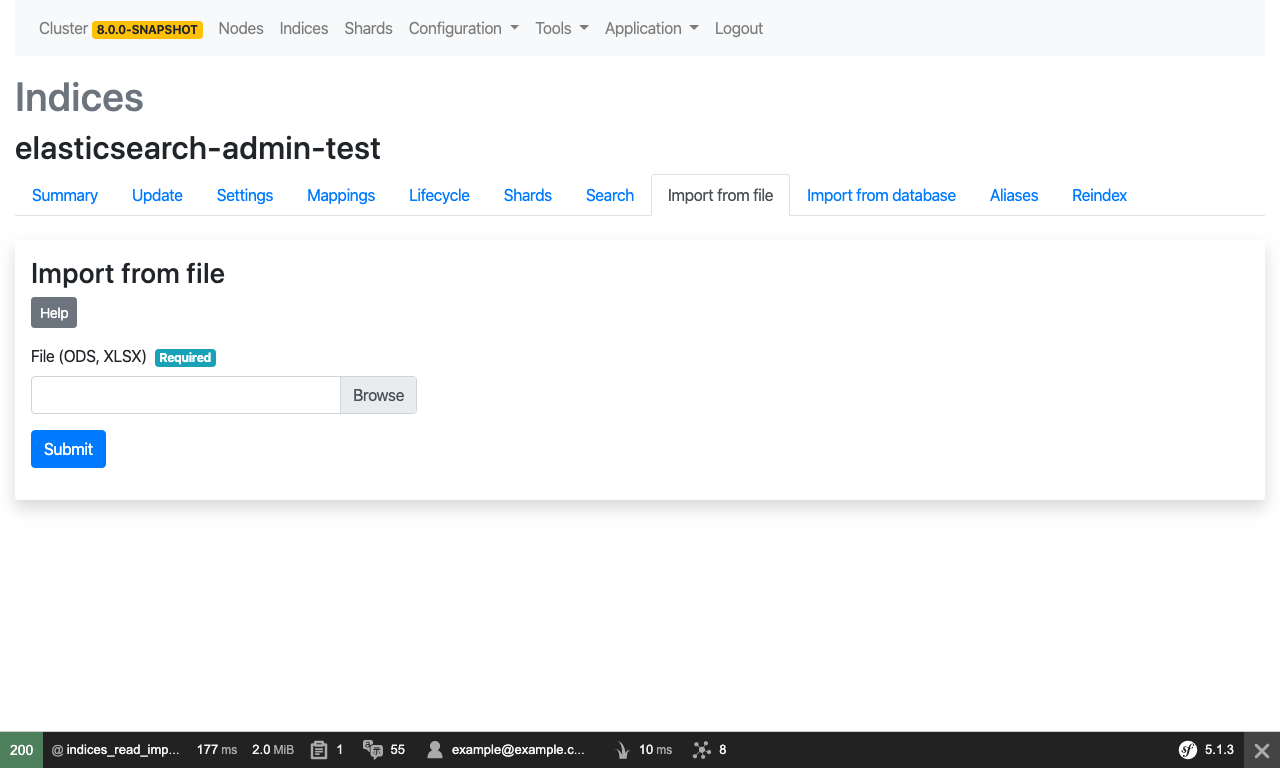 Cluster 8.0.0-SNAPSHOT Nodes Indices Shards Configuration Tools Application Logout
Indices
elasticsearch-admin-test
Summary Update Settings Mappings Lifecycle Shards Search Import from file Import from database Aliases Reindex
Import from file
Help
File (ODS, XLSX) Required
Browse
Submit
200 @ indices_read_imp... 177 ms 2.0 MiB 1 55 example@example.c... 10 ms 8 5.1.3